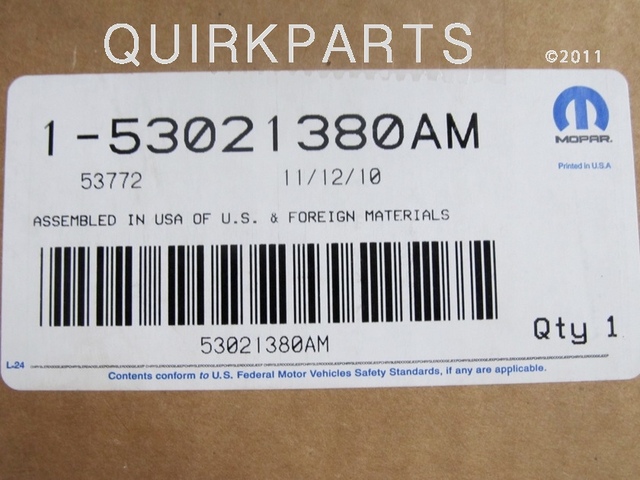 QUIRKPARTS
©2011
1-53021380AM
MOPAR.
Printed in U.S.A
53772 11/12/10
ASSEMBLED IN USA OF U.S. & FOREIGN MATERIALS
53021380AM
Qty 1
L-24
Contents conform to U.S. Federal Motor Vehicles Safety Standards, if any are applicable.